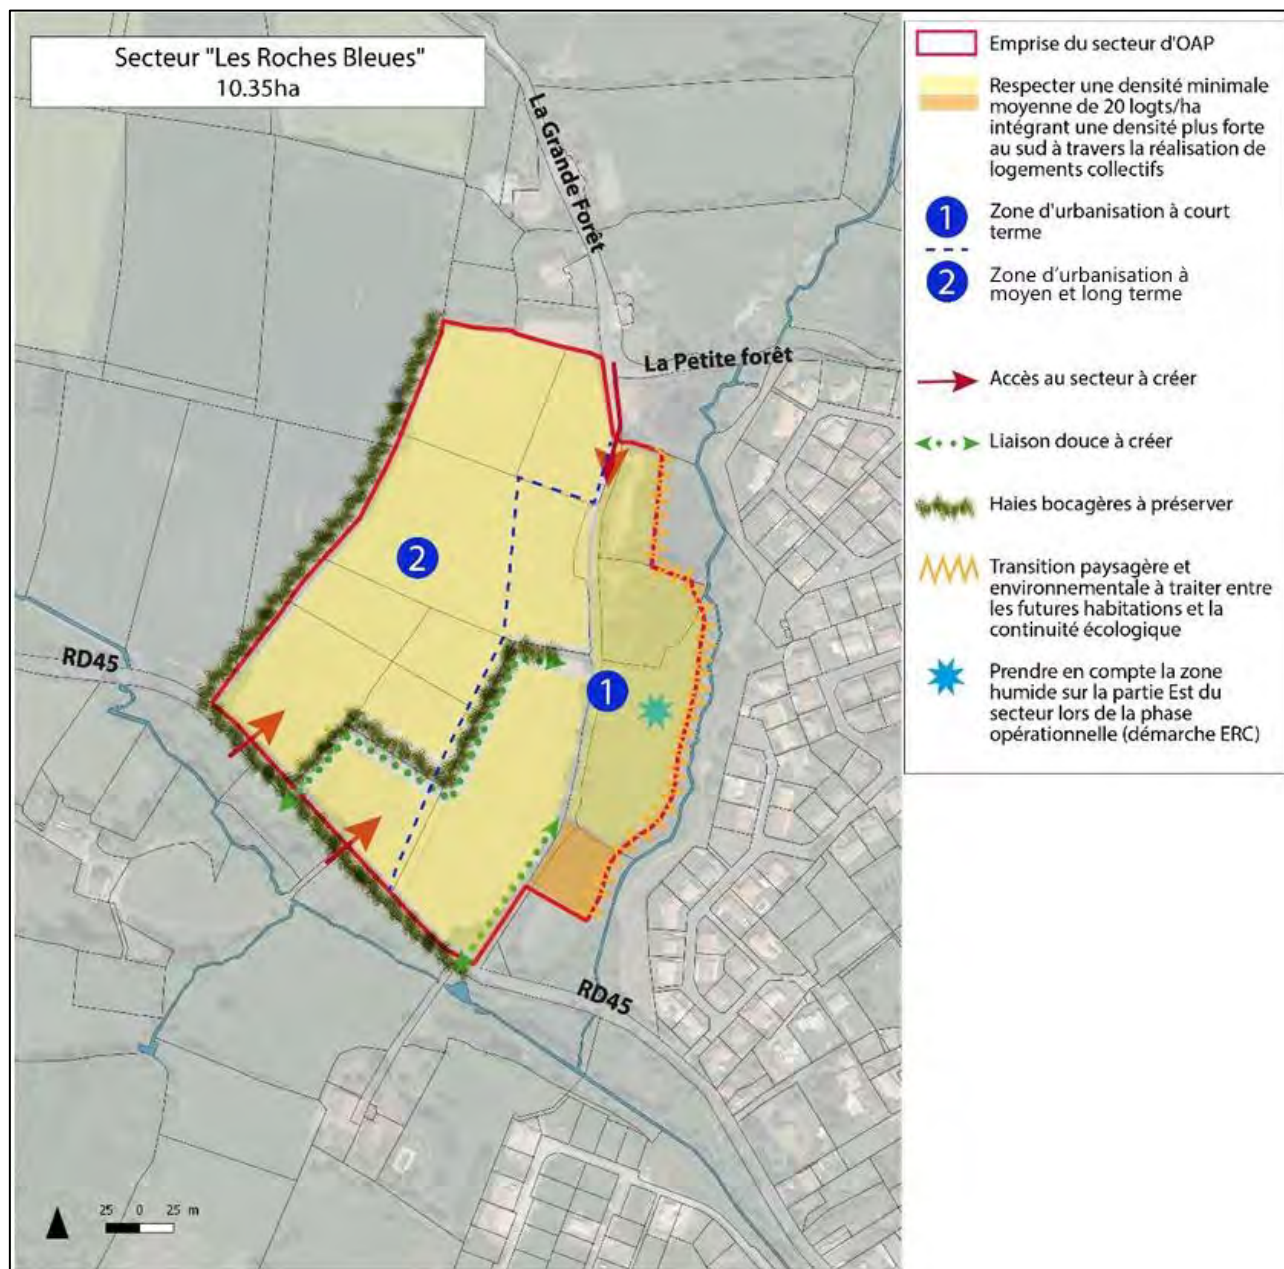 Secteur "Les Roches Bleues"
10.35ha
La Grande Forêt
La Petite forêt
RD45
2
1
RD45
25 0 25 m
Emprise du secteur d'OAP
Respecter une densité minimale
moyenne de 20 logts/ha
intégrant une densité plus forte
au sud à travers la réalisation de
logements collectifs
1
Zone d'urbanisation à court
terme
2
Zone d'urbanisation à
moyen et long terme
Accès au secteur à créer
Liaison douce à créer
Haies bocagères à préserver
Transition paysagère et
environnementale à traiter entre
les futures habitations et la
continuité écologique
Prendre en compte la zone
humide sur la partie Est du
secteur lors de la phase
opérationnelle (démarche ERC)